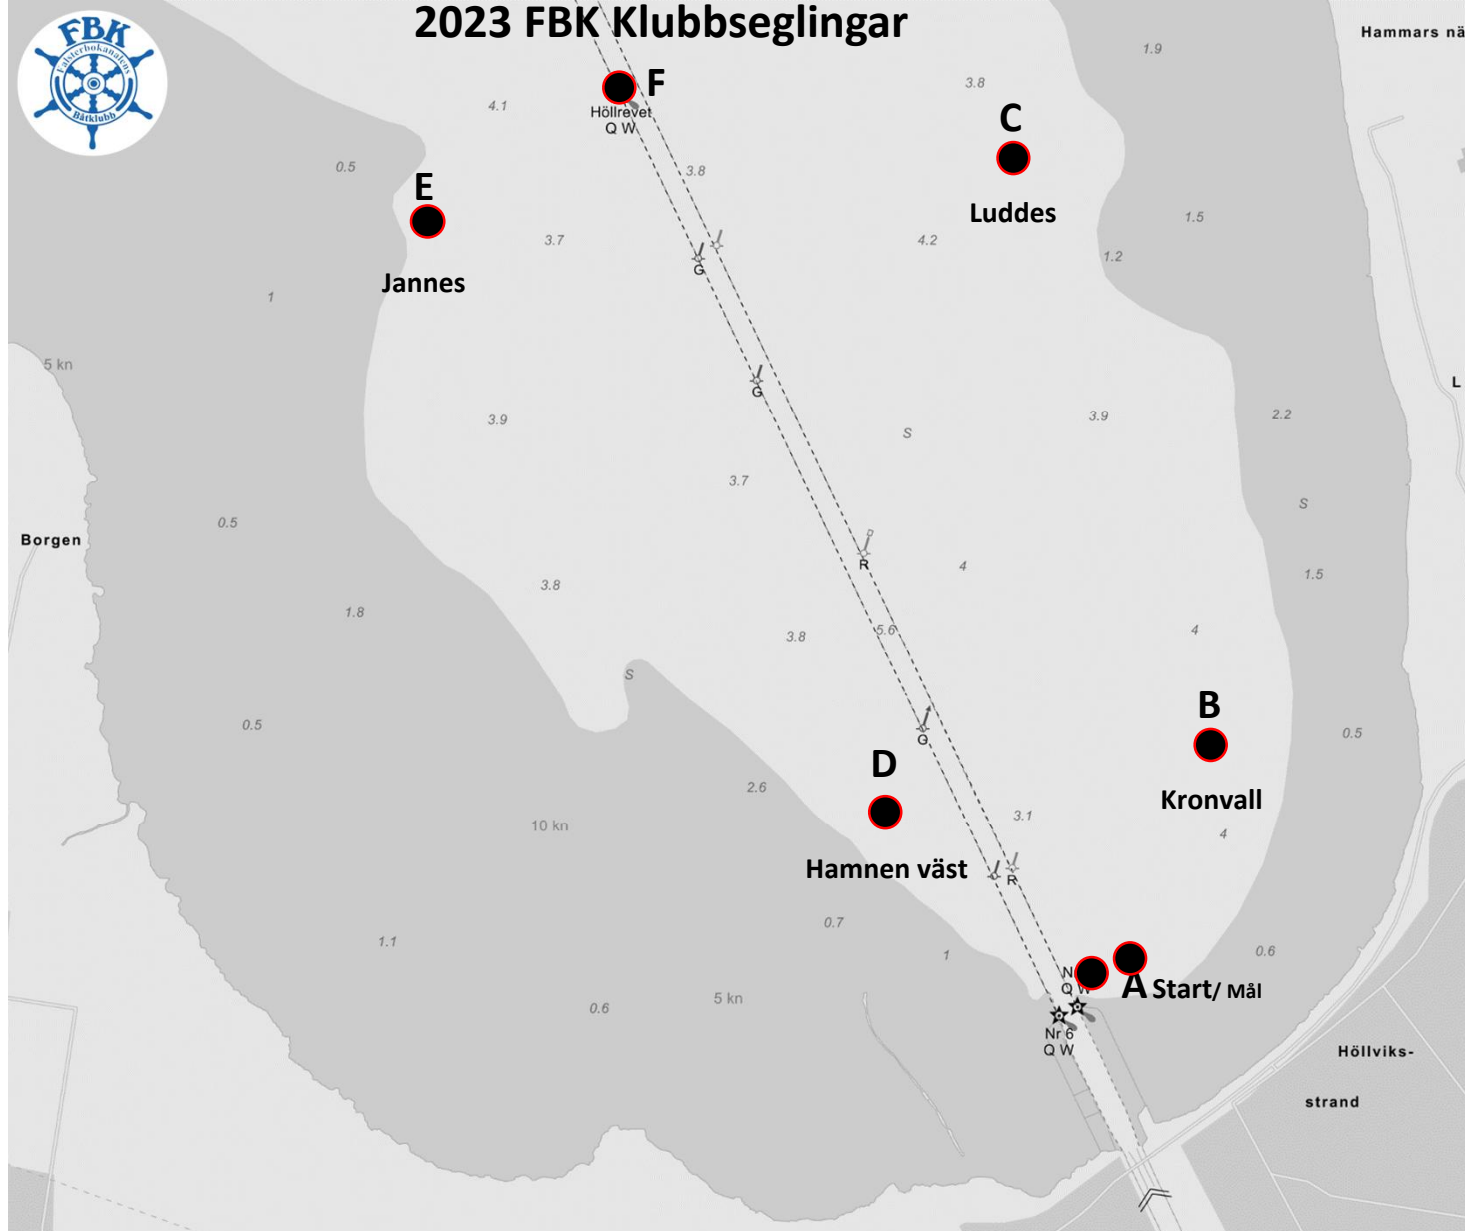 2023 FBK Klubbseglingar
FBK
Falsterbokanalens
Båtklubb
Hammars nä
1.9
3.8
F
4.1
Höllrevet
Q W
C
0.5
3.8
E
Luddes
1.5
3.7
4.2
1.2
G
Jannes
1
5 kn
G
L
3.9
3.9
2.2
S
3.7
S
0.5
Borgen
R
4
1.5
3.8
1.8
3.8
5.6
4
S
B
0.5
0.5
G
D
2.6
Kronvall
10 kn
3.1
4
Hamnen väst
R
0.7
1.1
1
0.6
N
Q W
A Start/ Mål
5 kn
0.6
Nr 6
Q W
Höllviks-
strand